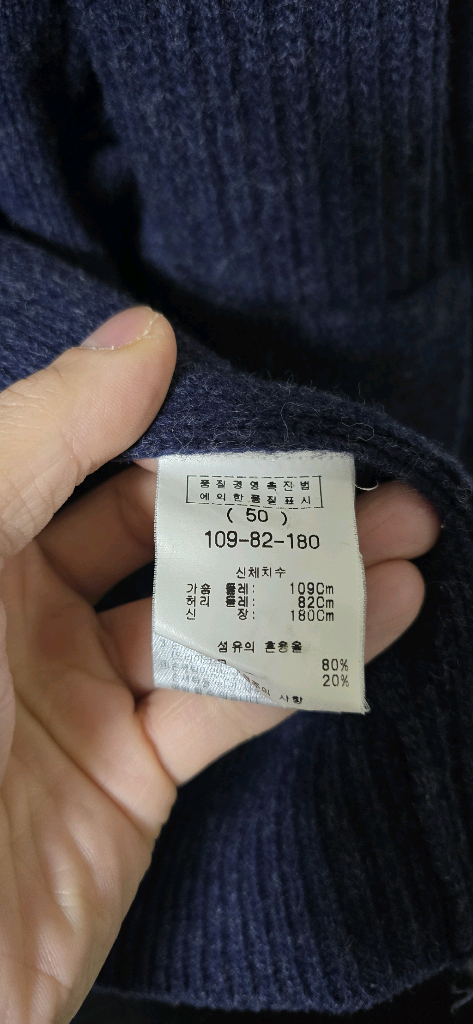 품질경영촉진법
에의한품질표시
( 50 )
109-82-180
신체치수
가슴 둘레: 109Cm
허리 둘레: 82Cm
신 장: 180Cm
섬유의 혼용율
80%
20%
사항